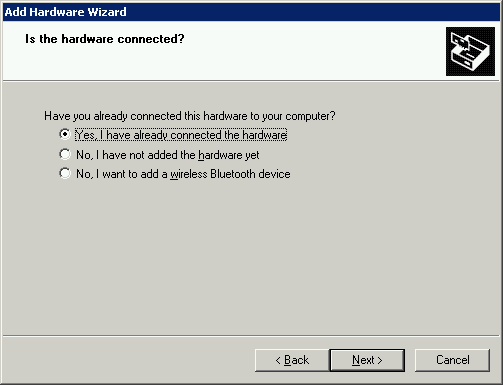 Add Hardware Wizard
Is the hardware connected?
Have you already connected this hardware to your computer?
Yes, I have already connected the hardware
No, I have not added the hardware yet
No, I want to add a wireless Bluetooth device
< Back
Next >
Cancel